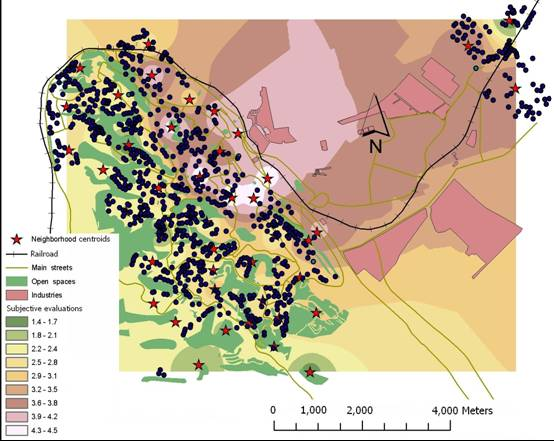 N
Neighborhood centroids
Railroad
Main streets
Open spaces
Industries
Subjective evaluations
1.4 - 1.7
1.8 - 2.1
2.2 - 2.4
2.5 - 2.8
2.9 - 3.1
3.2 - 3.5
3.6 - 3.8
3.9 - 4.2
4.3 - 4.5
0 1,000 2,000 4,000 Meters